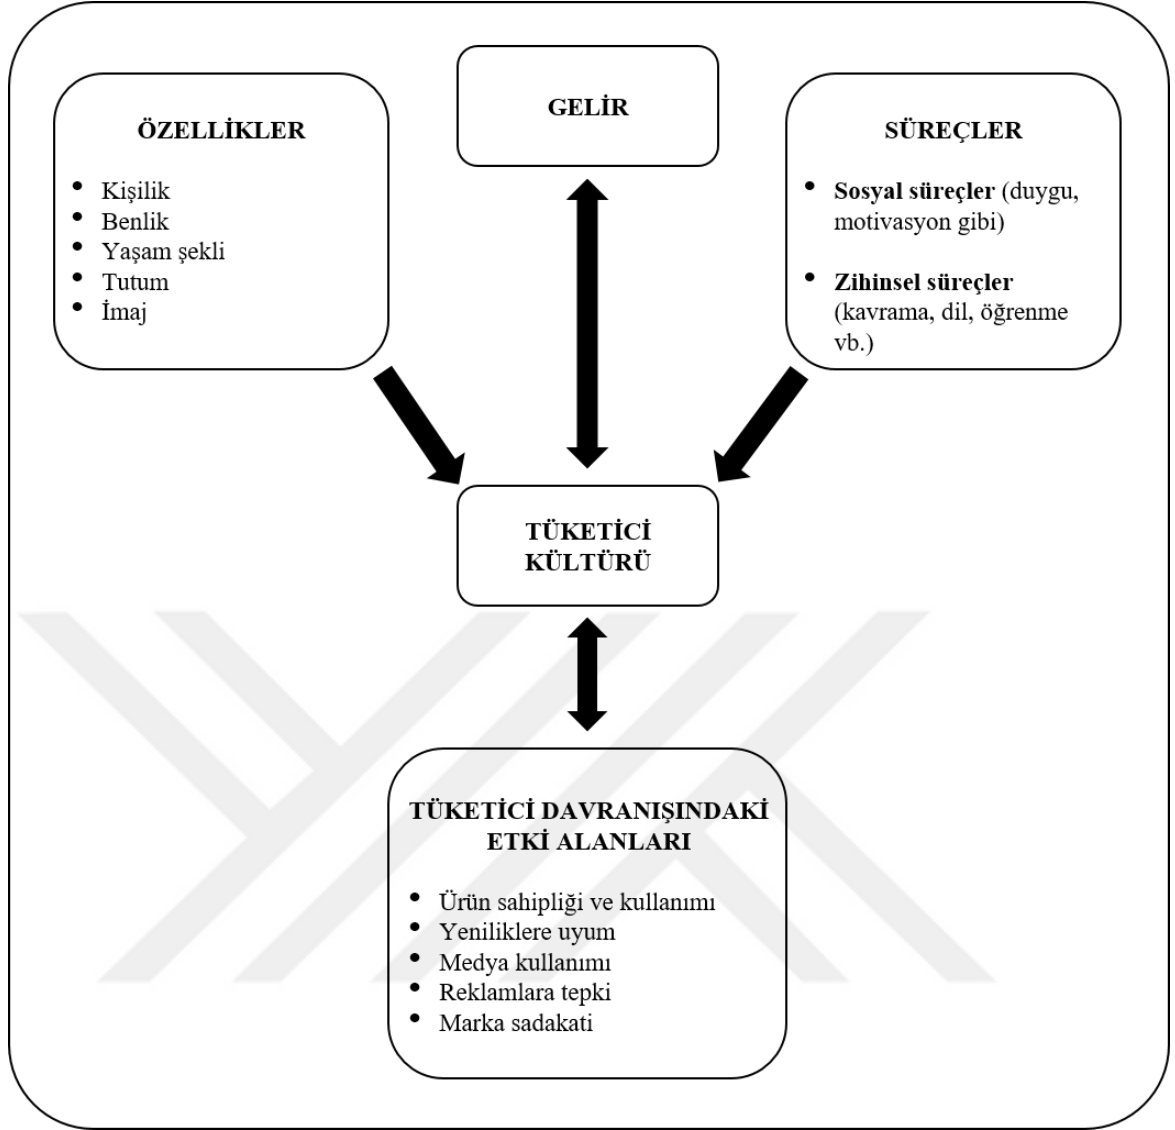 ÖZELLİKLER
• Kişilik
• Benlik
• Yaşam şekli
• Tutum
• İmaj
GELİR
SÜREÇLER
• Sosyal süreçler (duygu,
motivasyon gibi)
• Zihinsel süreçler
(kavrama, dil, öğrenme
vb.)
TÜKETİCİ
KÜLTÜRÜ
TÜKETİCİ DAVRANIŞINDAKİ
ETKİ ALANLARI
• Ürün sahipliği ve kullanımı
• Yeniliklere uyum
• Medya kullanımı
• Reklamlara tepki
• Marka sadakati